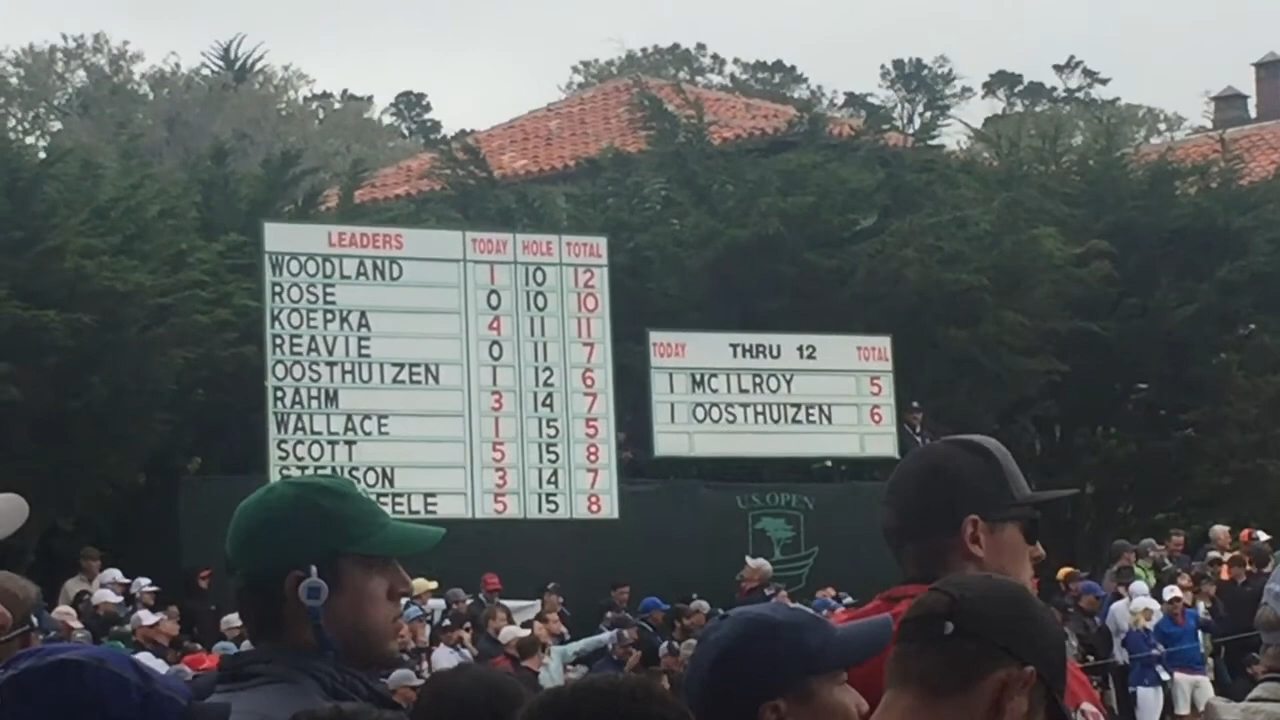 LEADERS TODAY HOLE TOTAL
WOODLAND 1 10 12
ROSE 0 10 10
KOEPKA 4 11 11
REAVIE 0 11 7
OOSTHUIZEN 1 12 6
RAHM 3 14 7
WALLACE 1 15 5
SCOTT 5 15 8
STENSON 3 14 7
EELE 5 15 8
TODAY THRU 12 TOTAL
1 MCILROY 5
1 OOSTHUIZEN 6
U.S. OPEN